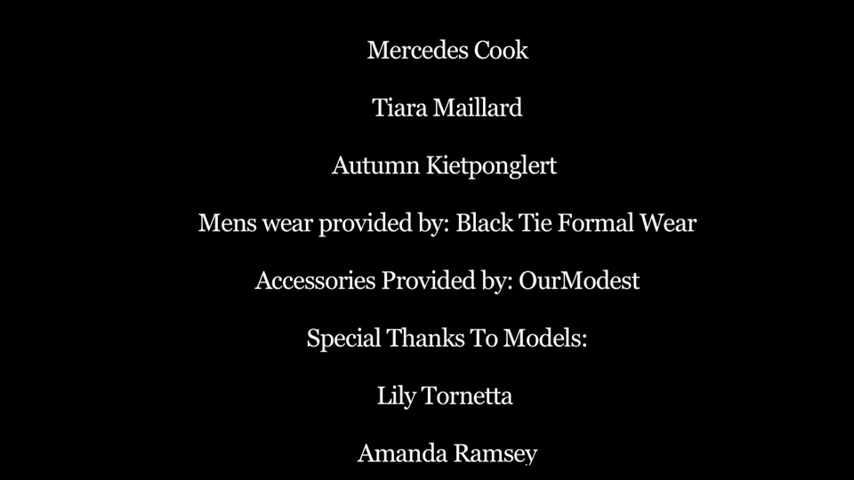 Mercedes Cook
Tiara Maillard
Autumn Kietponglert
Mens wear provided by: Black Tie Formal Wear
Accessories Provided by: OurModest
Special Thanks To Models:
Lily Tornetta
Amanda Ramsey